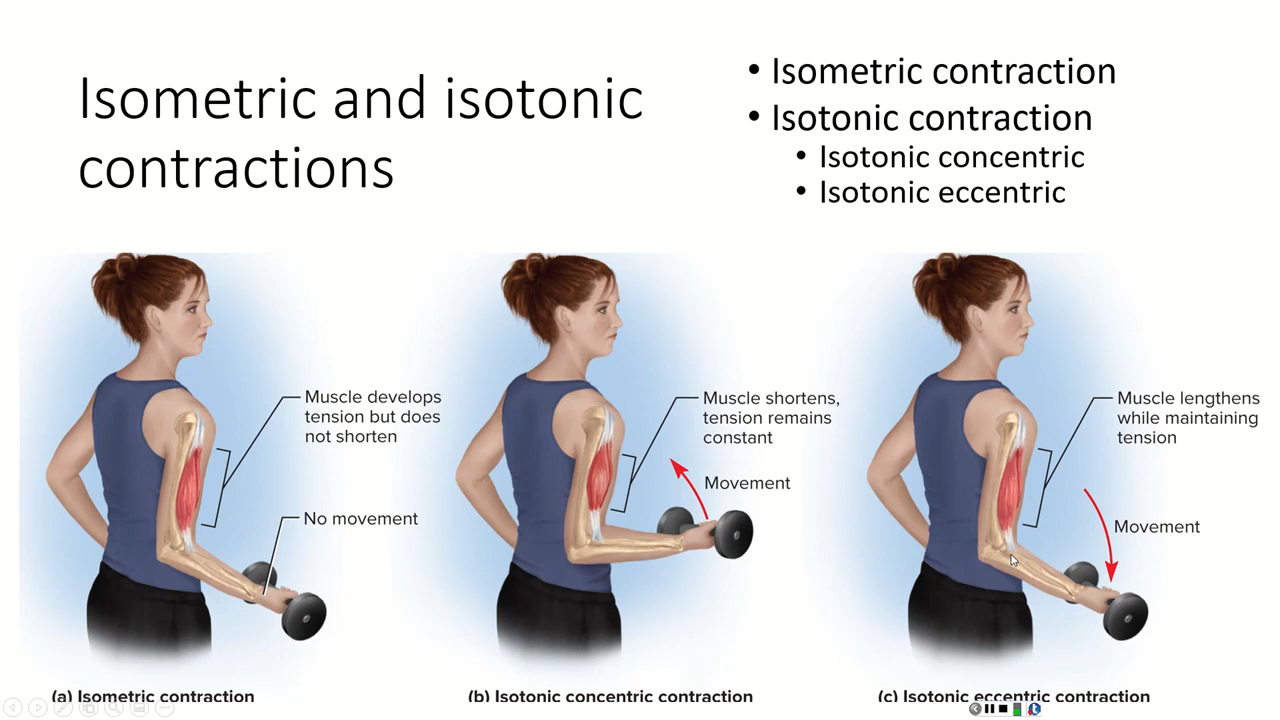 Isometric and isotonic
contractions
• Isometric contraction
• Isotonic contraction
• Isotonic concentric
• Isotonic eccentric
Muscle develops
tension but does
not shorten
No movement
Muscle shortens,
tension remains
constant
Movement
Muscle lengthens
while maintaining
tension
Movement
(a) Isometric contraction
(b) Isotonic concentric contraction
(c) Isotonic eccentric contraction